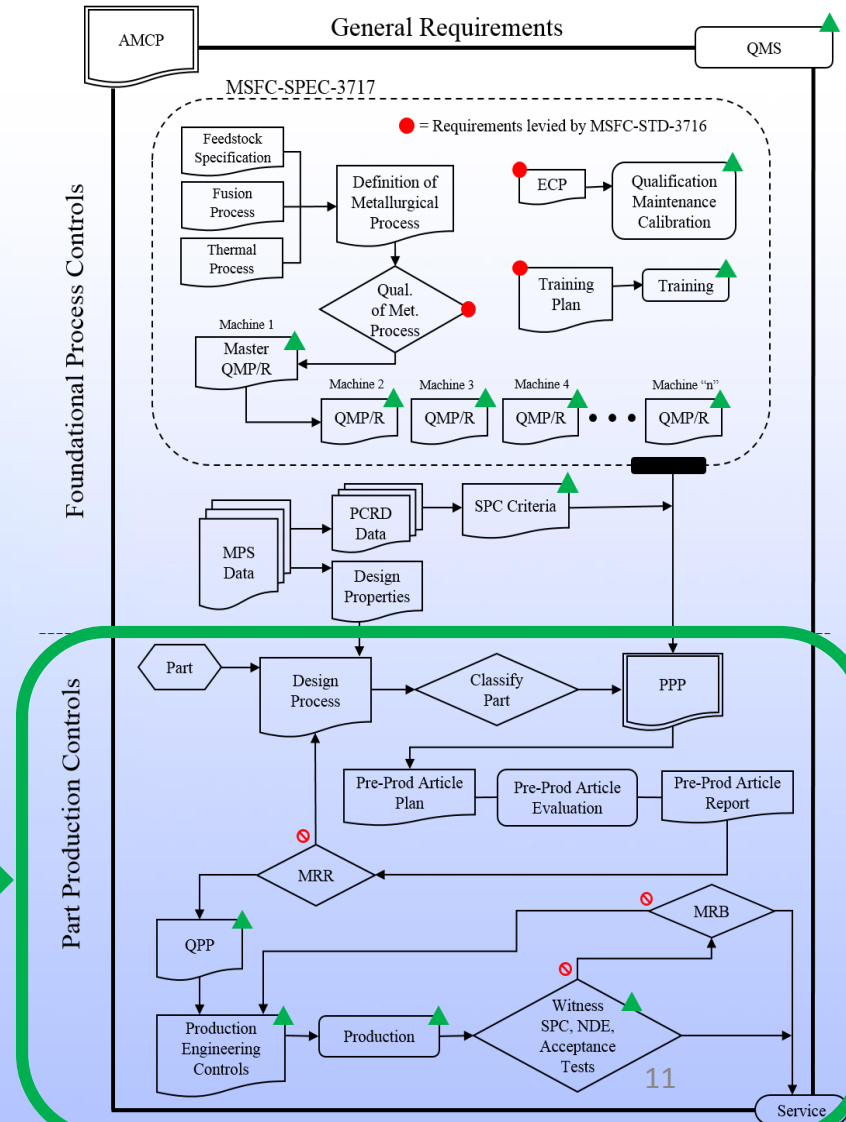 General Requirements
AMCP
QMS
MSFC-SPEC-3717
= Requirements levied by MSFC-STD-3716
Foundational Process Controls
Feedstock
Specification
Fusion
Process
Thermal
Process
Definition of
Metallurgical
Process
ECP
Qualification
Maintenance
Calibration
Qual.
of Met.
Process
Training
Plan
Training
Machine 1
Master
QMP/R
Machine 2
QMP/R
Machine 3
QMP/R
Machine 4
QMP/R
Machine “n”
QMP/R
MPS
Data
PCRD
Data
SPC Criteria
Design
Properties
Part Production Controls
Part
Design
Process
Classify
Part
PPP
Pre-Prod Article
Plan
Pre-Prod Article
Evaluation
Pre-Prod Article
Report
MRR
MRB
QPP
Production
Engineering
Controls
Production
Witness
SPC, NDE,
Acceptance
Tests
11
Service